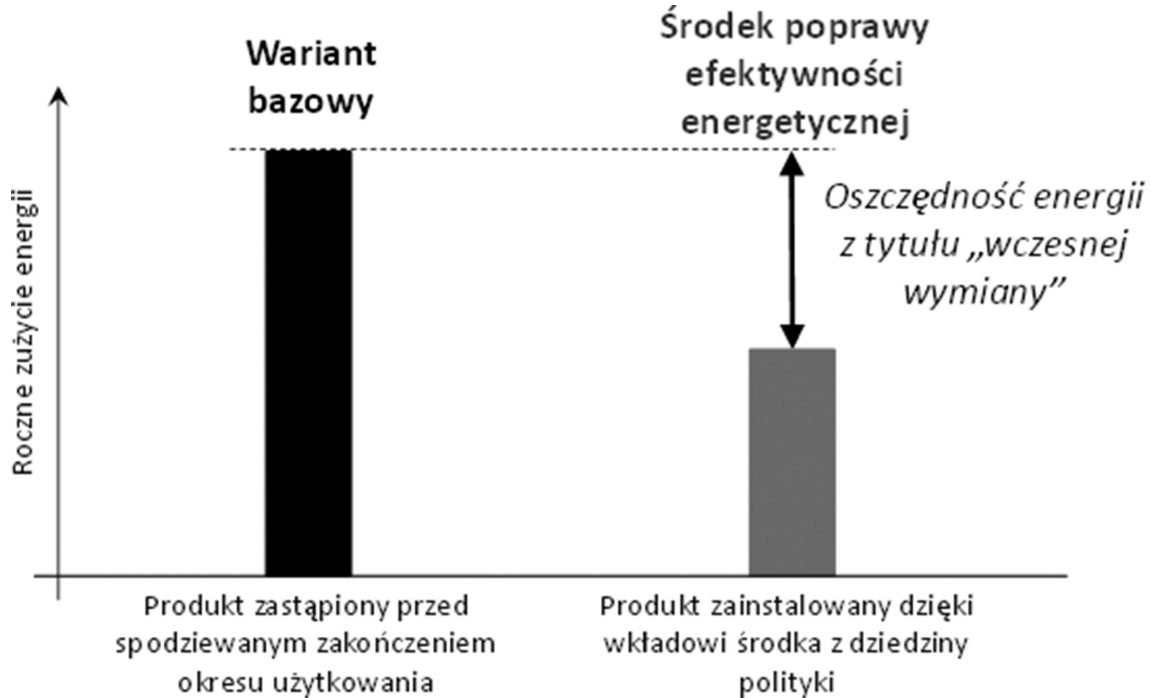 Wariant
bazowy
Środek poprawy
efektywności
energetycznej
Roczne zużycie energii
Oszczędność energii
z tytułu „wczesnej
wymiany”
Produkt zastąpiony przed
spodziewanym zakończeniem
okresu użytkowania
Produkt zainstalowany dzięki
wkładowi środka z dziedziny
polityki